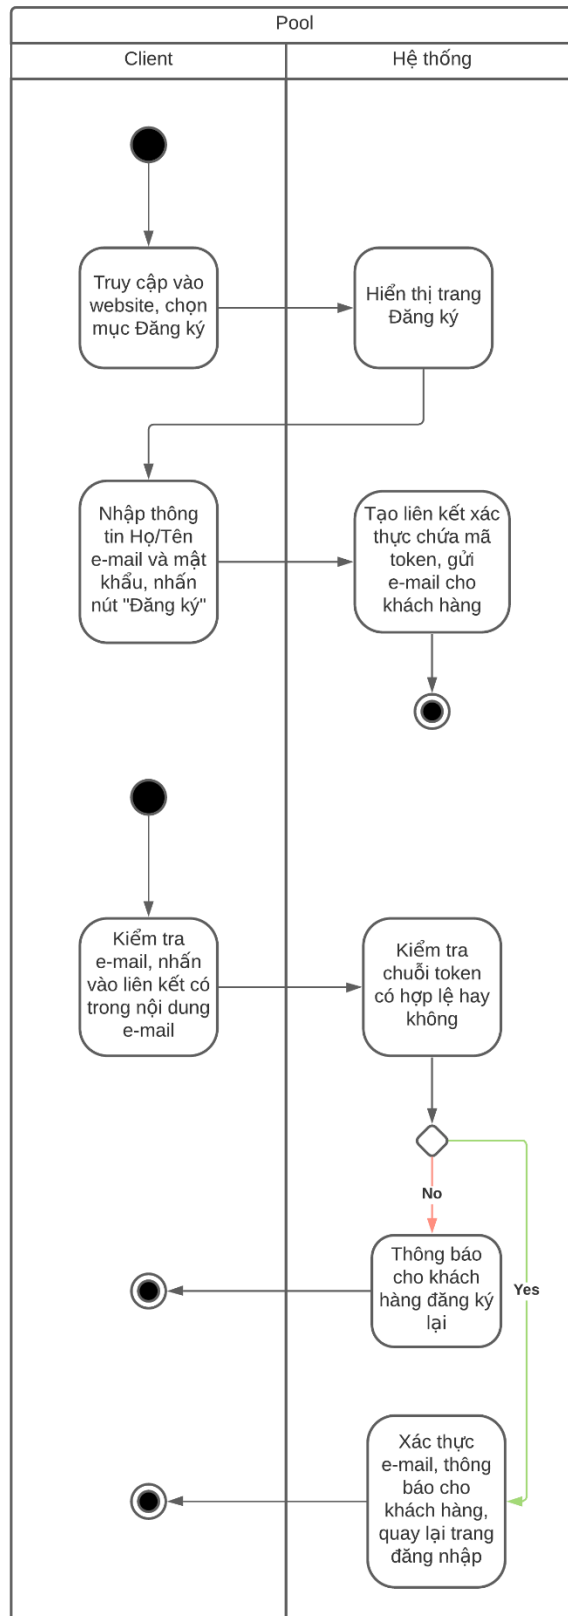 Pool
Client
Hệ thống
Truy cập vào
website, chọn
mục Đăng ký
Hiển thị trang
Đăng ký
Nhập thông
tin Họ/Tên
e-mail và mật
khẩu, nhấn
nút "Đăng ký"
Tạo liên kết xác
thực chứa mã
token, gửi
e-mail cho
khách hàng
Kiểm tra
e-mail, nhấn
vào liên kết có
trong nội dung
e-mail
Kiểm tra
chuỗi token
có hợp lệ hay
không
No
Thông báo
cho khách
hàng đăng ký
lại
Yes
Xác thực
e-mail, thông
báo cho
khách hàng,
quay lại trang
đăng nhập